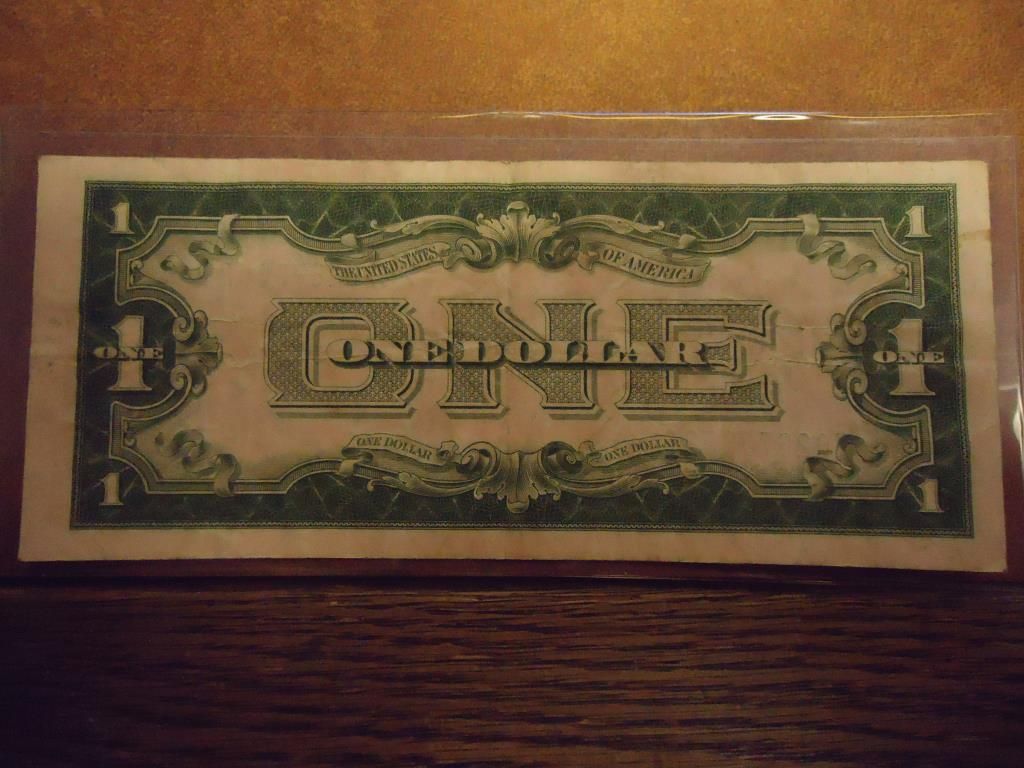 1 1
THE UNITED STATES OF AMERICA
ONE
ONE DOLLAR
ONE 1 ONE 1
ONE DOLLAR ONE DOLLAR
1 1